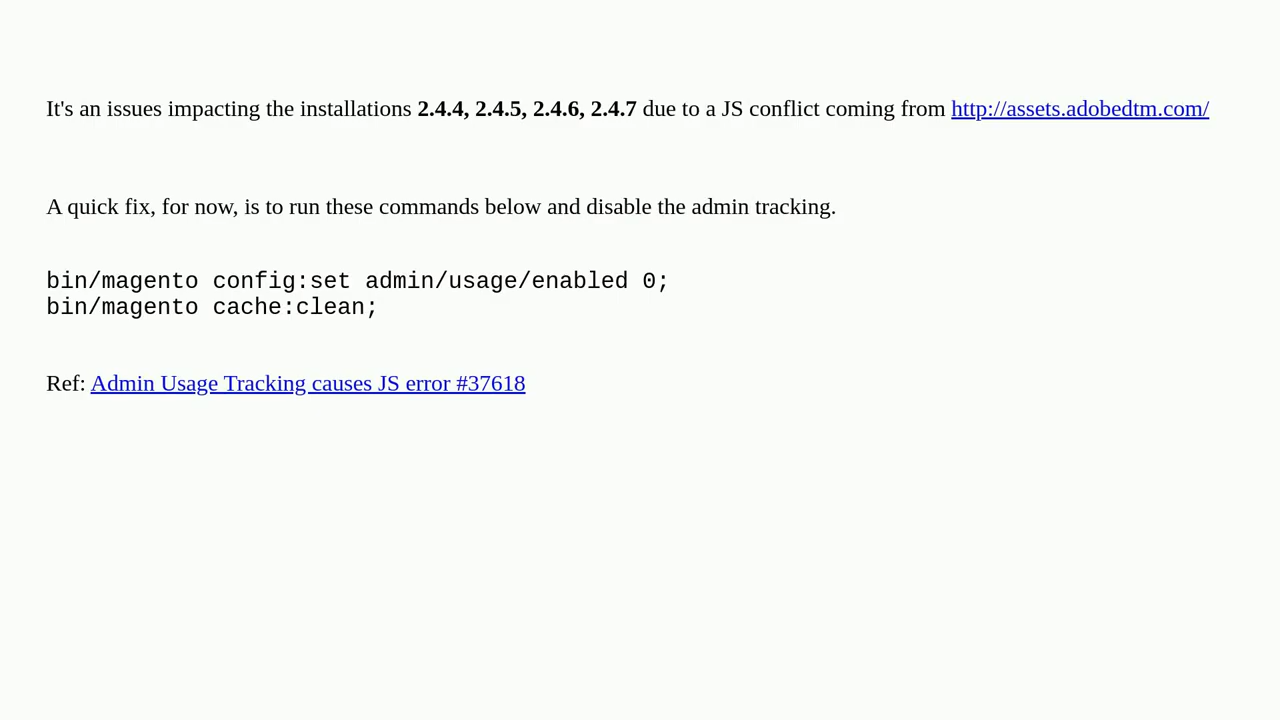 It's an issues impacting the installations 2.4.4, 2.4.5, 2.4.6, 2.4.7 due to a JS conflict coming from http://assets.adobedtm.com/
A quick fix, for now, is to run these commands below and disable the admin tracking.
bin/magento config:set admin/usage/enabled 0;
bin/magento cache:clean;
Ref: Admin Usage Tracking causes JS error #37618